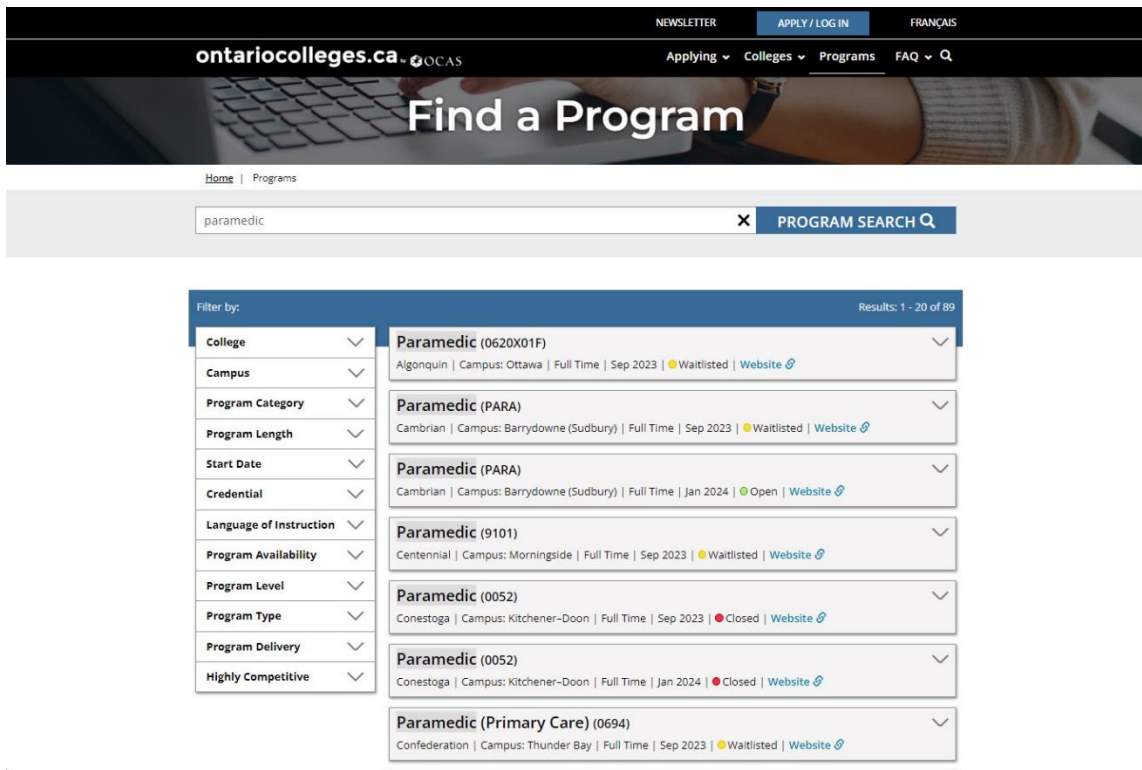 NEWSLETTER APPLY / LOG IN FRANÇAIS
ontariocolleges.ca by OCAS Applying Colleges Programs FAQ
Find a Program
Home | Programs
paramedic PROGRAM SEARCH
Filter by: Results: 1 - 20 of 89
College
Campus
Program Category
Program Length
Start Date
Credential
Language of Instruction
Program Availability
Program Level
Program Type
Program Delivery
Highly Competitive
Paramedic (0620X01F)
Algonquin | Campus: Ottawa | Full Time | Sep 2023 | Waitlisted | Website
Paramedic (PARA)
Cambrian | Campus: Barrydowne (Sudbury) | Full Time | Sep 2023 | Waitlisted | Website
Paramedic (PARA)
Cambrian | Campus: Barrydowne (Sudbury) | Full Time | Jan 2024 | Open | Website
Paramedic (9101)
Centennial | Campus: Morningside | Full Time | Sep 2023 | Waitlisted | Website
Paramedic (0052)
Conestoga | Campus: Kitchener–Doon | Full Time | Sep 2023 | Closed | Website
Paramedic (0052)
Conestoga | Campus: Kitchener–Doon | Full Time | Jan 2024 | Closed | Website
Paramedic (Primary Care) (0694)
Confederation | Campus: Thunder Bay | Full Time | Sep 2023 | Waitlisted | Website